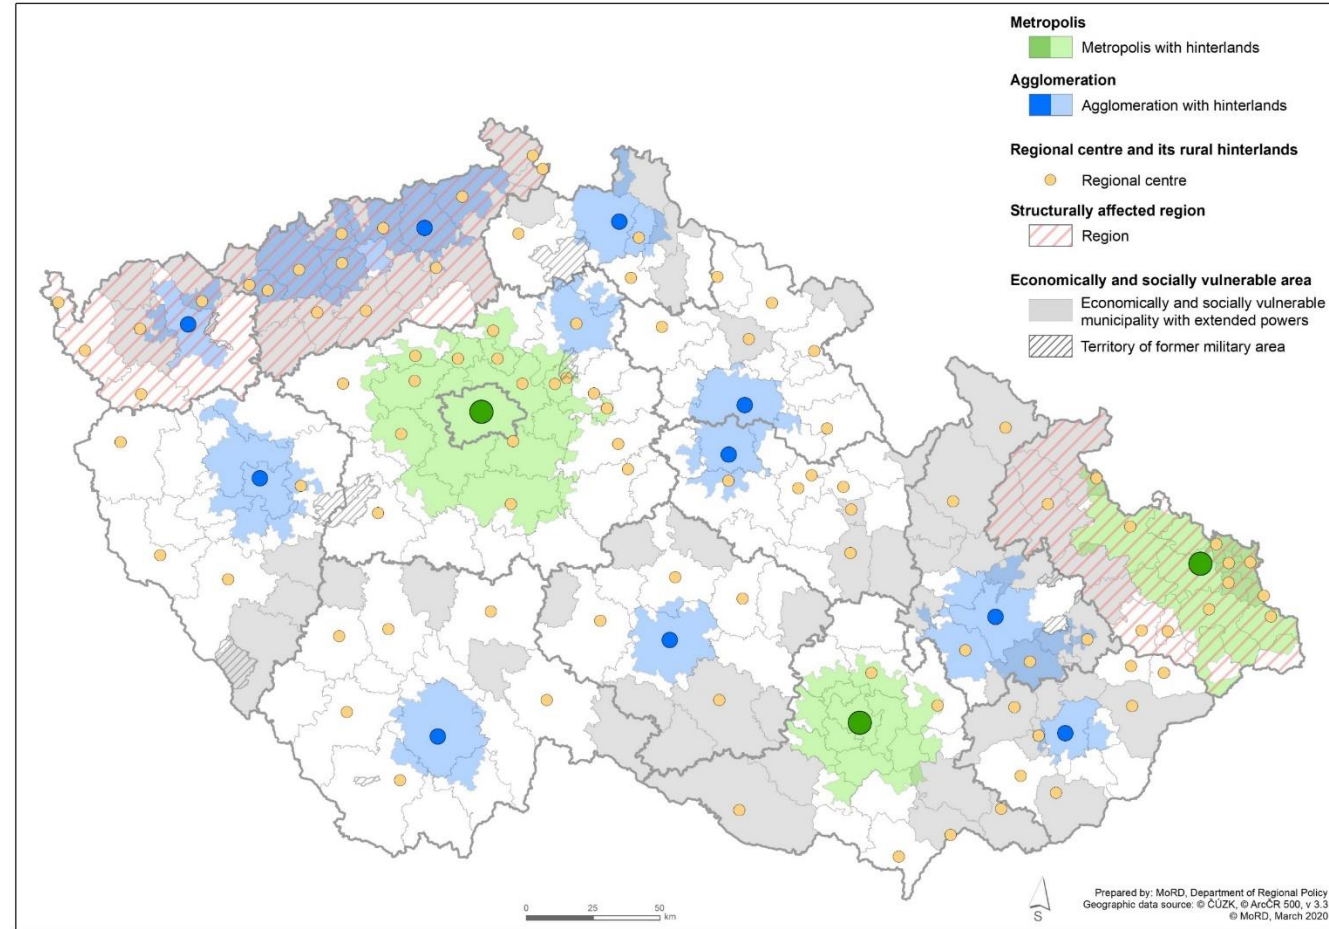 Metropolis
Metropolis with hinterlands
Agglomeration
Agglomeration with hinterlands
Regional centre and its rural hinterlands
Regional centre
Structurally affected region
Region
Economically and socially vulnerable area
Economically and socially vulnerable
municipality with extended powers
Territory of former military area
0 25 50
km
S
Prepared by: MoRD, Department of Regional Policy
Geographic data source: © ČÚZK, © ArcČR 500, v 3.3
© MoRD, March 2020